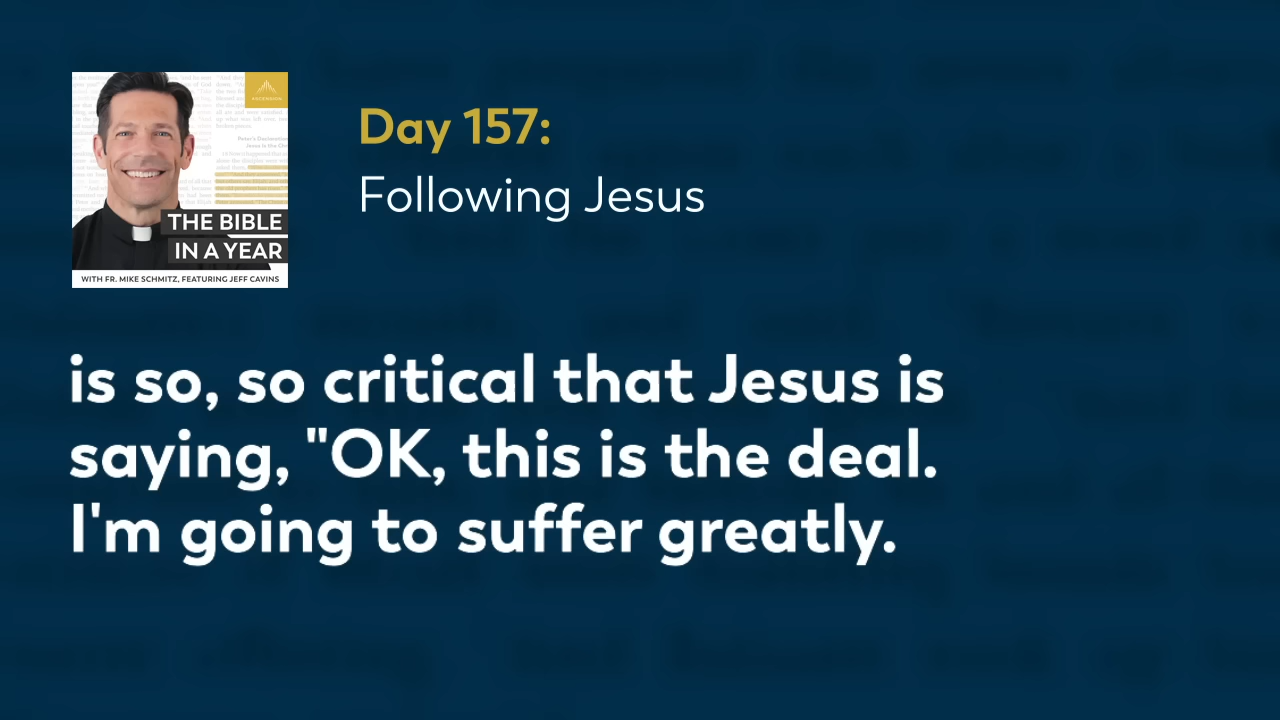 ASCENSION
THE BIBLE
IN A YEAR
WITH FR. MIKE SCHMITZ, FEATURING JEFF CAVINS
Day 157:
Following Jesus
is so, so critical that Jesus is
saying, "OK, this is the deal.
I'm going to suffer greatly.